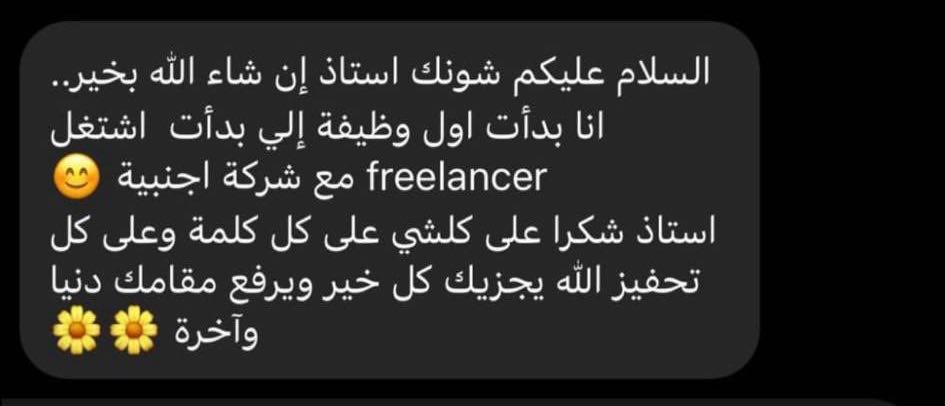 السلام عليكم شونك استاذ إن شاء الله بخير..
انا بدأت اول وظيفة إلي بدأت  اشتغل
freelancer مع شركة اجنبية 😊
استاذ شكرا على كلشي على كل كلمة وعلى كل
تحفيز الله يجزيك كل خير ويرفع مقامك دنيا
وآخرة 🌼🌼